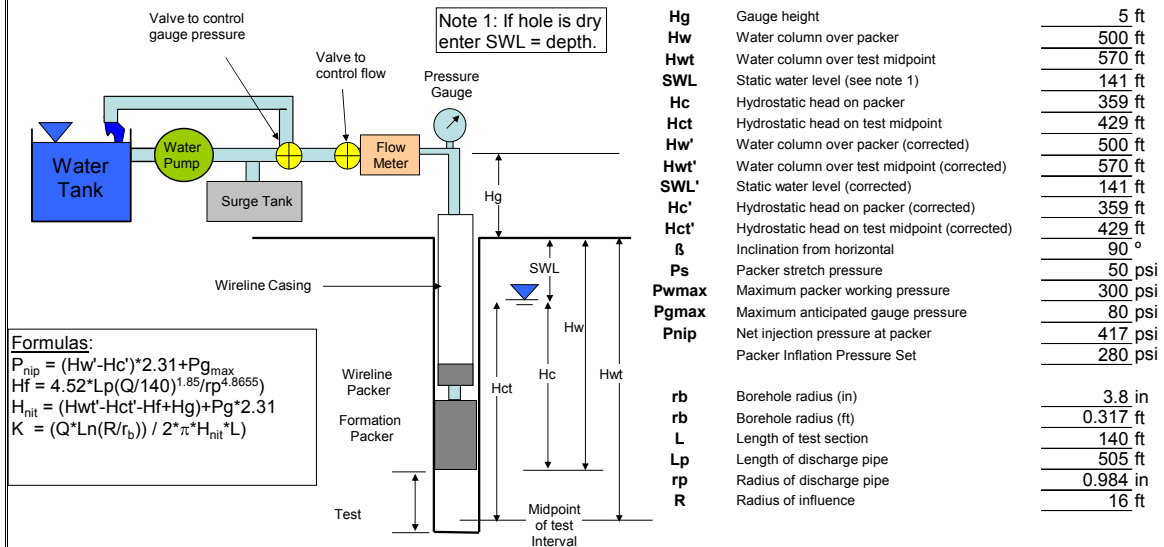 Valve to control
gauge pressure
Note 1: If hole is dry
enter SWL = depth.
Valve to
control flow
Pressure
Gauge
Water
Tank
Water
Pump
Flow
Meter
Surge Tank
Hg
SWL
Wireline Casing
Hw
Hct
Hc
Hwt
Wireline
Packer
Formation
Packer
Test
Midpoint
of test
Interval
Formulas:
P_nip = (Hw'-Hc')*2.31+Pg_max
Hf = 4.52*Lp(Q/140)^1.85/rp^4.8655)
H_nit = (Hwt'-Hct'-Hf+Hg)+Pg*2.31
K = (Q*Ln(R/r_b)) / 2*π*H_nit*L)
Hg Gauge height 5 ft
Hw Water column over packer 500 ft
Hwt Water column over test midpoint 570 ft
SWL Static water level (see note 1) 141 ft
Hc Hydrostatic head on packer 359 ft
Hct Hydrostatic head on test midpoint 429 ft
Hw' Water column over packer (corrected) 500 ft
Hwt' Water column over test midpoint (corrected) 570 ft
SWL' Static water level (corrected) 141 ft
Hc' Hydrostatic head on packer (corrected) 359 ft
Hct' Hydrostatic head on test midpoint (corrected) 429 ft
ß Inclination from horizontal 90 º
Ps Packer stretch pressure 50 psi
Pwmax Maximum packer working pressure 300 psi
Pgmax Maximum anticipated gauge pressure 80 psi
Pnip Net injection pressure at packer 417 psi
Packer Inflation Pressure Set 280 psi
rb Borehole radius (in) 3.8 in
rb Borehole radius (ft) 0.317 ft
L Length of test section 140 ft
Lp Length of discharge pipe 505 ft
rp Radius of discharge pipe 0.984 in
R Radius of influence 16 ft